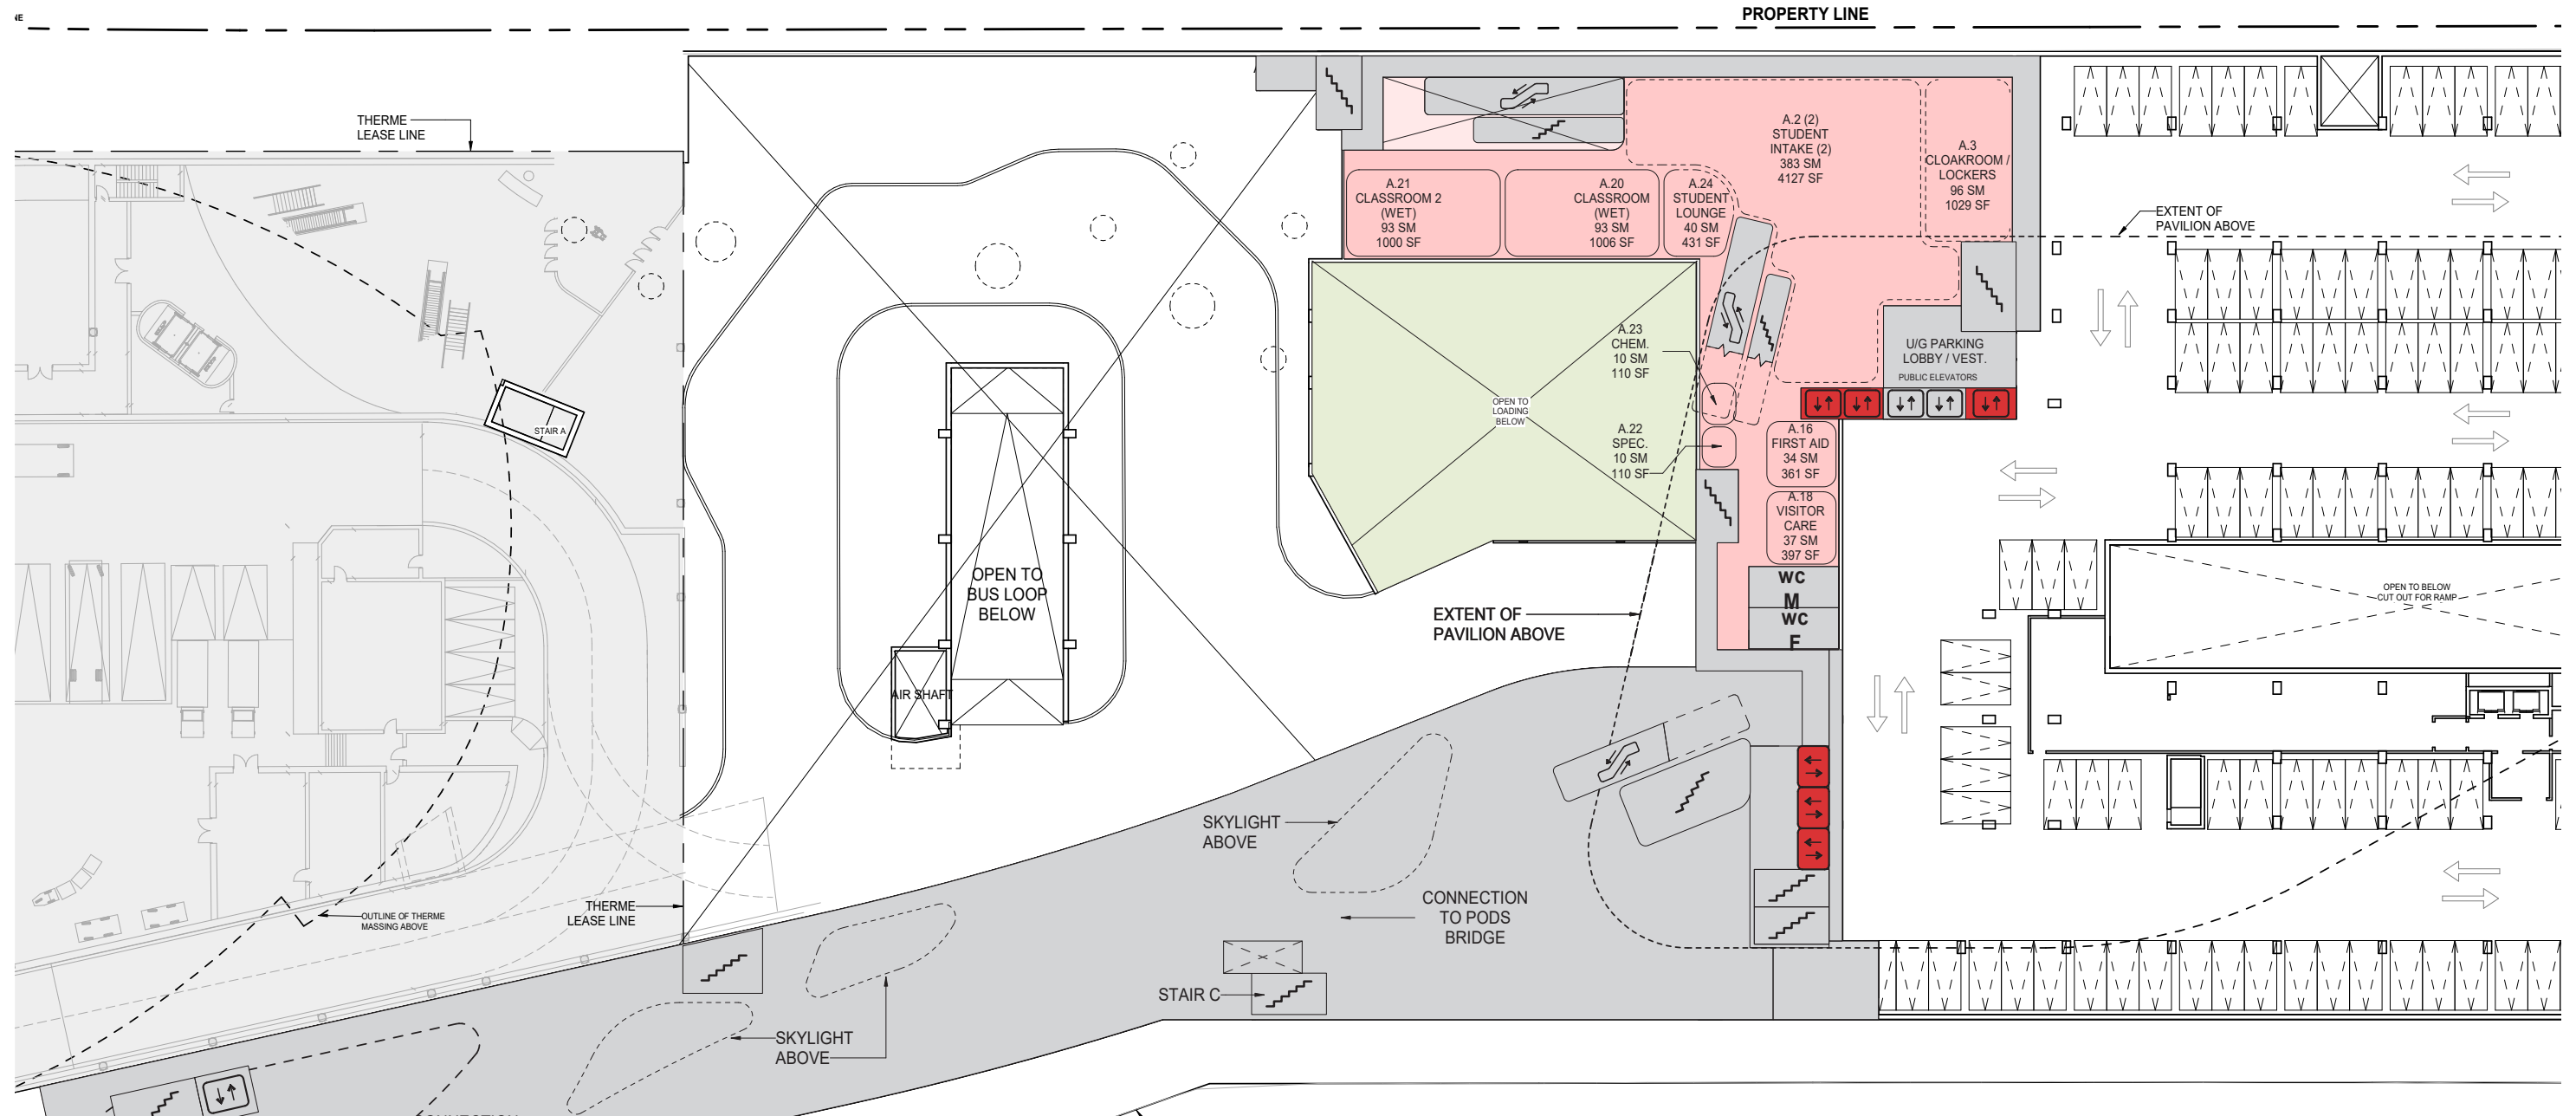 PROPERTY LINE
THERME
LEASE LINE
A.2 (2)
STUDENT
INTAKE (2)
383 SM
4127 SF
A.3
CLOAKROOM /
LOCKERS
96 SM
1029 SF
A.21
CLASSROOM 2
(WET)
93 SM
1000 SF
A.20
CLASSROOM
(WET)
93 SM
1006 SF
A.24
STUDENT
LOUNGE
40 SM
431 SF
EXTENT OF
PAVILION ABOVE
A.23
CHEM.
10 SM
110 SF
U/G PARKING
LOBBY / VEST.
PUBLIC ELEVATORS
OPEN TO
LOADING
BELOW
STAIR A
A.22
SPEC.
10 SM
110 SF
A.16
FIRST AID
34 SM
361 SF
A.18
VISITOR
CARE
37 SM
397 SF
OPEN TO
BUS LOOP
BELOW
WC
M
WC
F
OPEN TO BELOW
CUT OUT FOR RAMP
EXTENT OF
PAVILION ABOVE
AIR SHAFT
SKYLIGHT
ABOVE
CONNECTION
TO PODS
BRIDGE
THERME
LEASE LINE
OUTLINE OF THERME
MASSING ABOVE
STAIR C
SKYLIGHT
ABOVE